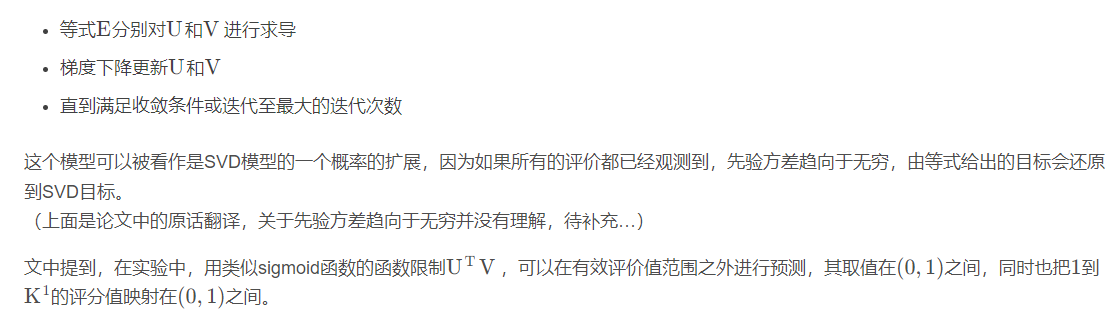 等式E分别对U和V 进行求导
梯度下降更新U和V
直到满足收敛条件或迭代至最大的迭代次数
这个模型可以被看作是SVD模型的一个概率的扩展，因为如果所有的评价都已经观测到，先验方差趋向于无穷，由等式给出的目标会还原
到SVD目标。
（上面是论文中的原话翻译，关于先验方差趋向于无穷并没有理解，待补充…）
文中提到，在实验中，用类似sigmoid函数的函数限制U^T V ，可以在有效评价值范围之外进行预测，其取值在(0, 1)之间，同时也把1到
K^1的评分值映射在(0, 1)之间。